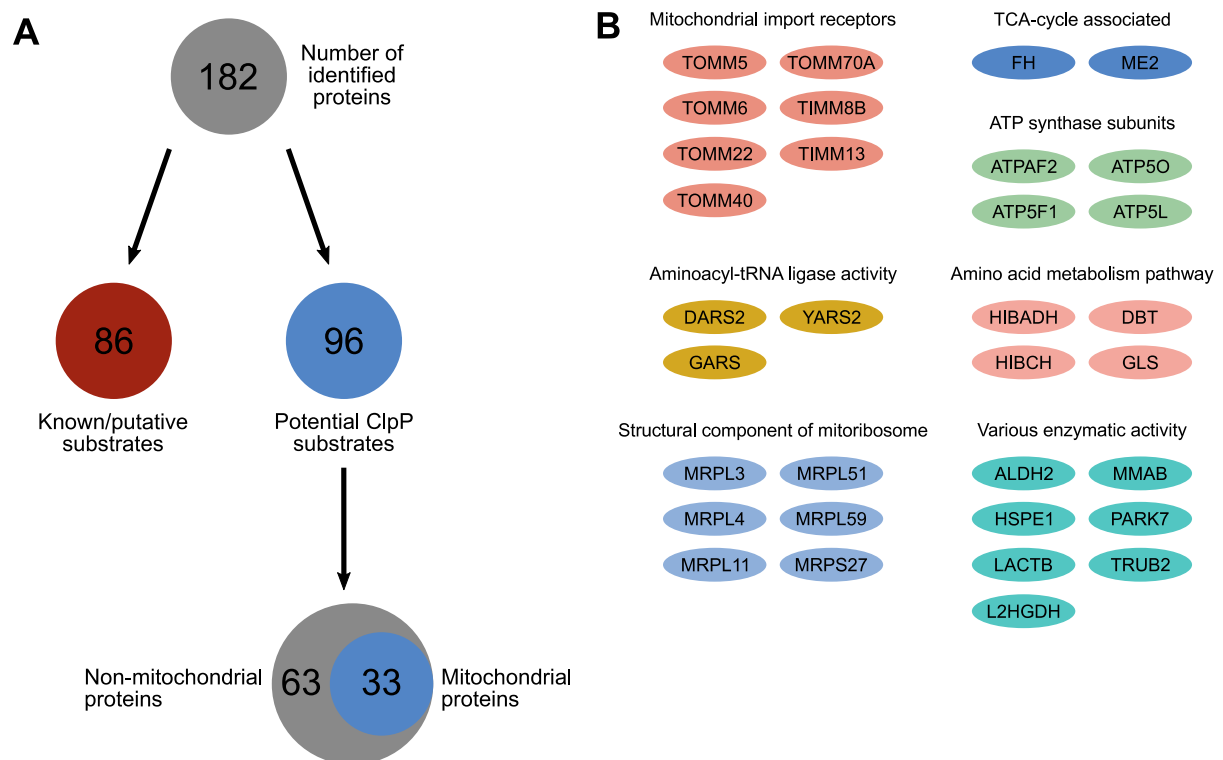 A
182
Number of
identified
proteins
86
96
Known/putative
substrates
Potential ClpP
substrates
Non-mitochondrial
proteins
63
33
Mitochondrial
proteins
B
Mitochondrial import receptors
TOMM5 TOMM70A
TOMM6 TIMM8B
TOMM22 TIMM13
TOMM40
TCA-cycle associated
FH ME2
ATP synthase subunits
ATPAF2 ATP5O
ATP5F1 ATP5L
Aminoacyl-tRNA ligase activity
DARS2 YARS2
GARS
Amino acid metabolism pathway
HIBADH DBT
HIBCH GLS
Structural component of mitoribosome
MRPL3 MRPL51
MRPL4 MRPL59
MRPL11 MRPS27
Various enzymatic activity
ALDH2 MMAB
HSPE1 PARK7
LACTB TRUB2
L2HGDH